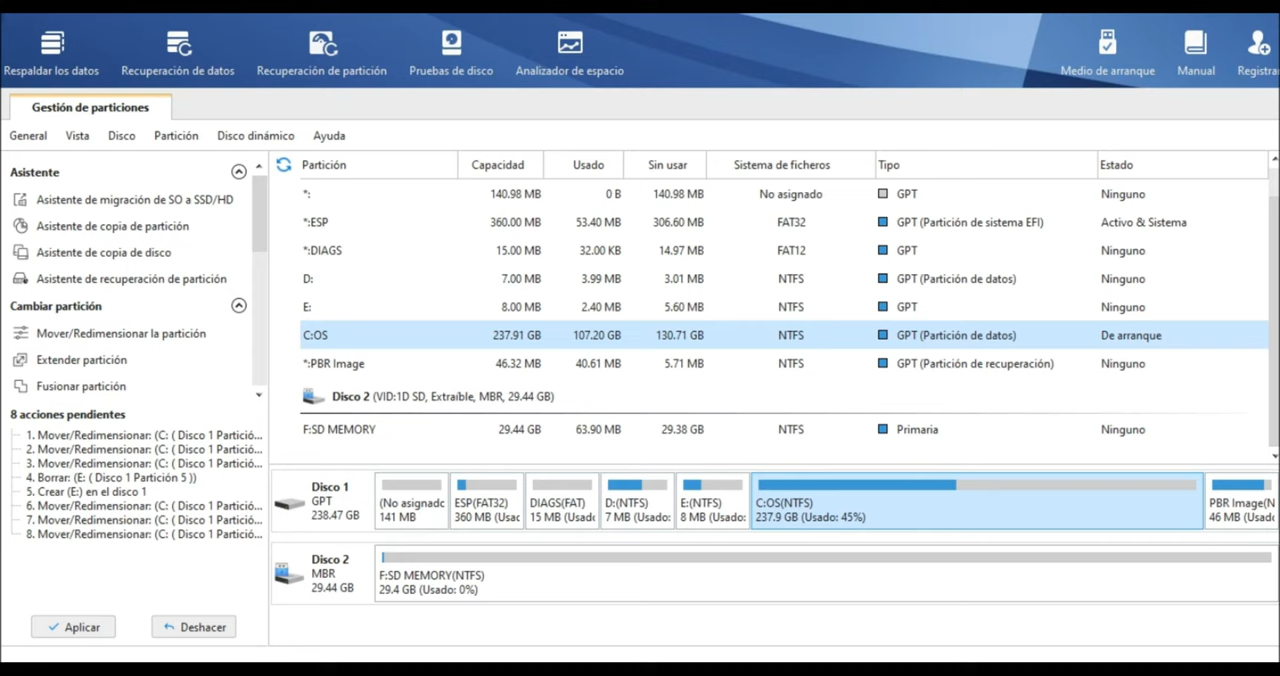 Respaldar los datos Recuperación de datos Recuperación de partición Pruebas de disco Analizador de espacio Medio de arranque Manual Registra
Gestión de particiones
General Vista Disco Partición Disco dinámico Ayuda
Asistente
Asistente de migración de SO a SSD/HD
Asistente de copia de partición
Asistente de copia de disco
Asistente de recuperación de partición
Cambiar partición
Mover/Redimensionar la partición
Extender partición
Fusionar partición
8 acciones pendientes
1. Mover/Redimensionar: (C: ( Disco 1 Partició...
2. Mover/Redimensionar: (C: ( Disco 1 Partició...
3. Mover/Redimensionar: (C: ( Disco 1 Partició...
4. Borrar: (E: ( Disco 1 Partición 5 ))
5. Crear (E:) en el disco 1
6. Mover/Redimensionar: (C: ( Disco 1 Partició...
7. Mover/Redimensionar: (C: ( Disco 1 Partició...
8. Mover/Redimensionar: (C: ( Disco 1 Partició...
Aplicar Deshacer
Partición Capacidad Usado Sin usar Sistema de ficheros Tipo Estado
*: 140.98 MB 0 B 140.98 MB No asignado GPT Ninguno
*:ESP 360.00 MB 53.40 MB 306.60 MB FAT32 GPT (Partición de sistema EFI) Activo & Sistema
*:DIAGS 15.00 MB 32.00 KB 14.97 MB FAT12 GPT Ninguno
D: 7.00 MB 3.99 MB 3.01 MB NTFS GPT (Partición de datos) Ninguno
E: 8.00 MB 2.40 MB 5.60 MB NTFS GPT Ninguno
C:OS 237.91 GB 107.20 GB 130.71 GB NTFS GPT (Partición de datos) De arranque
*:PBR Image 46.32 MB 40.61 MB 5.71 MB NTFS GPT (Partición de recuperación) Ninguno
Disco 2 (VID:1D SD, Extraíble, MBR, 29.44 GB)
F:SD MEMORY 29.44 GB 63.90 MB 29.38 GB NTFS Primaria Ninguno
Disco 1
GPT
238.47 GB
(No asignadc
141 MB
ESP(FAT32)
360 MB (Usac
DIAGS(FAT)
15 MB (Usadc
D:(NTFS)
7 MB (Usado:
E:(NTFS)
8 MB (Usado:
C:OS(NTFS)
237.9 GB (Usado: 45%)
PBR Image(N
46 MB (Usadc
Disco 2
MBR
29.44 GB
F:SD MEMORY(NTFS)
29.4 GB (Usado: 0%)